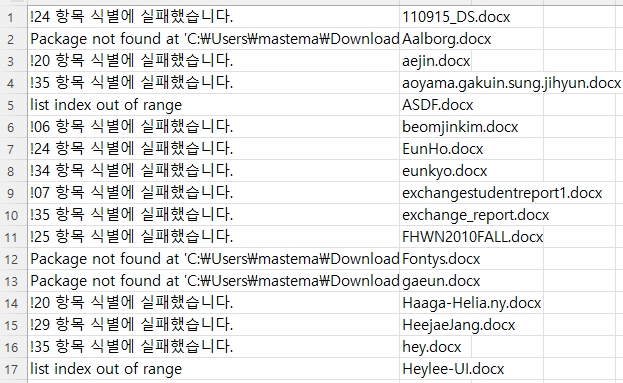 1 !24 항목 식별에 실패했습니다. 110915_DS.docx
2 Package not found at 'C:₩Users₩mastema₩Download Aalborg.docx
3 !20 항목 식별에 실패했습니다. aejin.docx
4 !35 항목 식별에 실패했습니다. aoyama.gakuin.sung.jihyun.docx
5 list index out of range ASDF.docx
6 !06 항목 식별에 실패했습니다. beomjinkim.docx
7 !24 항목 식별에 실패했습니다. EunHo.docx
8 !34 항목 식별에 실패했습니다. eunkyo.docx
9 !07 항목 식별에 실패했습니다. exchangestudentreport1.docx
10 !35 항목 식별에 실패했습니다. exchange_report.docx
11 !25 항목 식별에 실패했습니다. FHWN2010FALL.docx
12 Package not found at 'C:₩Users₩mastema₩Download Fontys.docx
13 Package not found at 'C:₩Users₩mastema₩Download gaeun.docx
14 !20 항목 식별에 실패했습니다. Haaga-Helia.ny.docx
15 !29 항목 식별에 실패했습니다. HeejaeJang.docx
16 !35 항목 식별에 실패했습니다. hey.docx
17 list index out of range Heylee-UI.docx